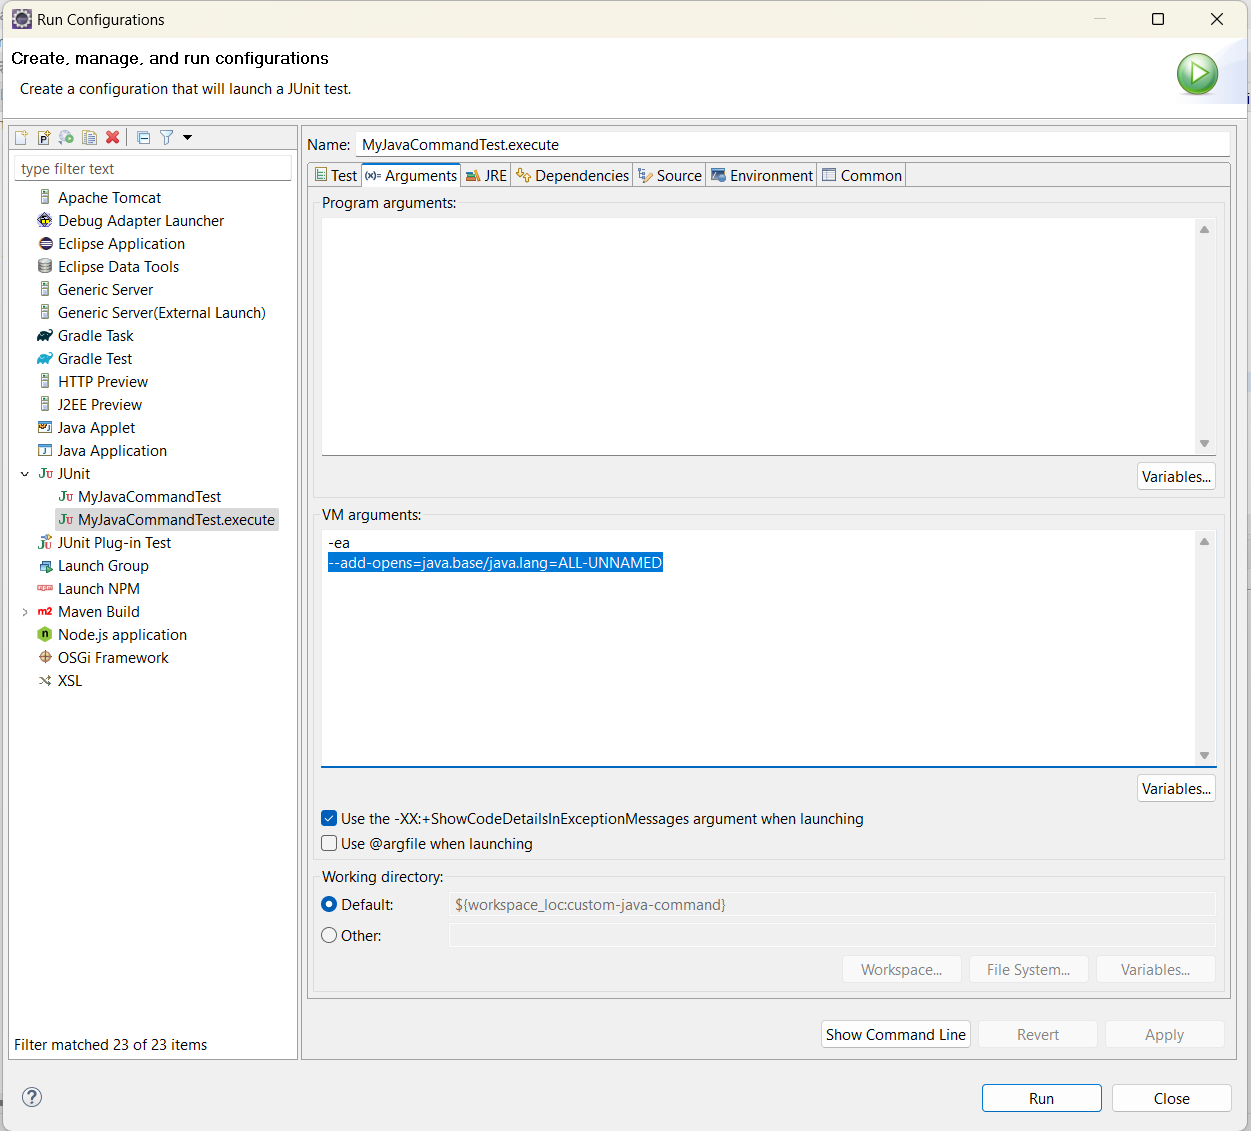 Run Configurations
Create, manage, and run configurations
Create a configuration that will launch a JUnit test.
type filter text
Apache Tomcat
Debug Adapter Launcher
Eclipse Application
Eclipse Data Tools
Generic Server
Generic Server(External Launch)
Gradle Task
Gradle Test
HTTP Preview
J2EE Preview
Java Applet
Java Application
JUnit
MyJavaCommandTest
MyJavaCommandTest.execute
JUnit Plug-in Test
Launch Group
Launch NPM
Maven Build
Node.js application
OSGi Framework
XSL
Filter matched 23 of 23 items
Name: MyJavaCommandTest.execute
Test (x)= Arguments JRE Dependencies Source Environment Common
Program arguments:
Variables...
VM arguments:
-ea
--add-opens=java.base/java.lang=ALL-UNNAMED
Variables...
Use the -XX:+ShowCodeDetailsInExceptionMessages argument when launching
Use @argfile when launching
Working directory:
Default: ${workspace_loc:custom-java-command}
Other:
Workspace... File System... Variables...
Show Command Line Revert Apply
Run Close